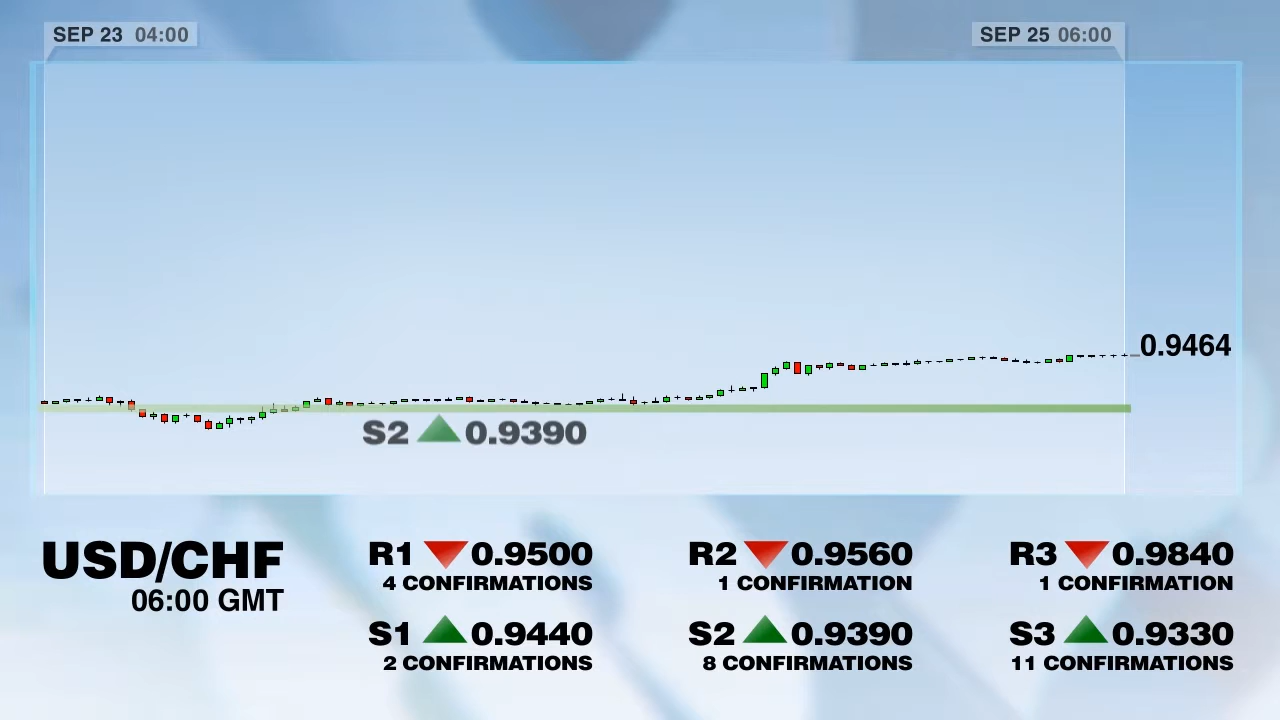 SEP 23 04:00
SEP 25 06:00
0.9464
S2 0.9390
USD/CHF
06:00 GMT
R1 0.9500
4 CONFIRMATIONS
R2 0.9560
1 CONFIRMATION
R3 0.9840
1 CONFIRMATION
S1 0.9440
2 CONFIRMATIONS
S2 0.9390
8 CONFIRMATIONS
S3 0.9330
11 CONFIRMATIONS